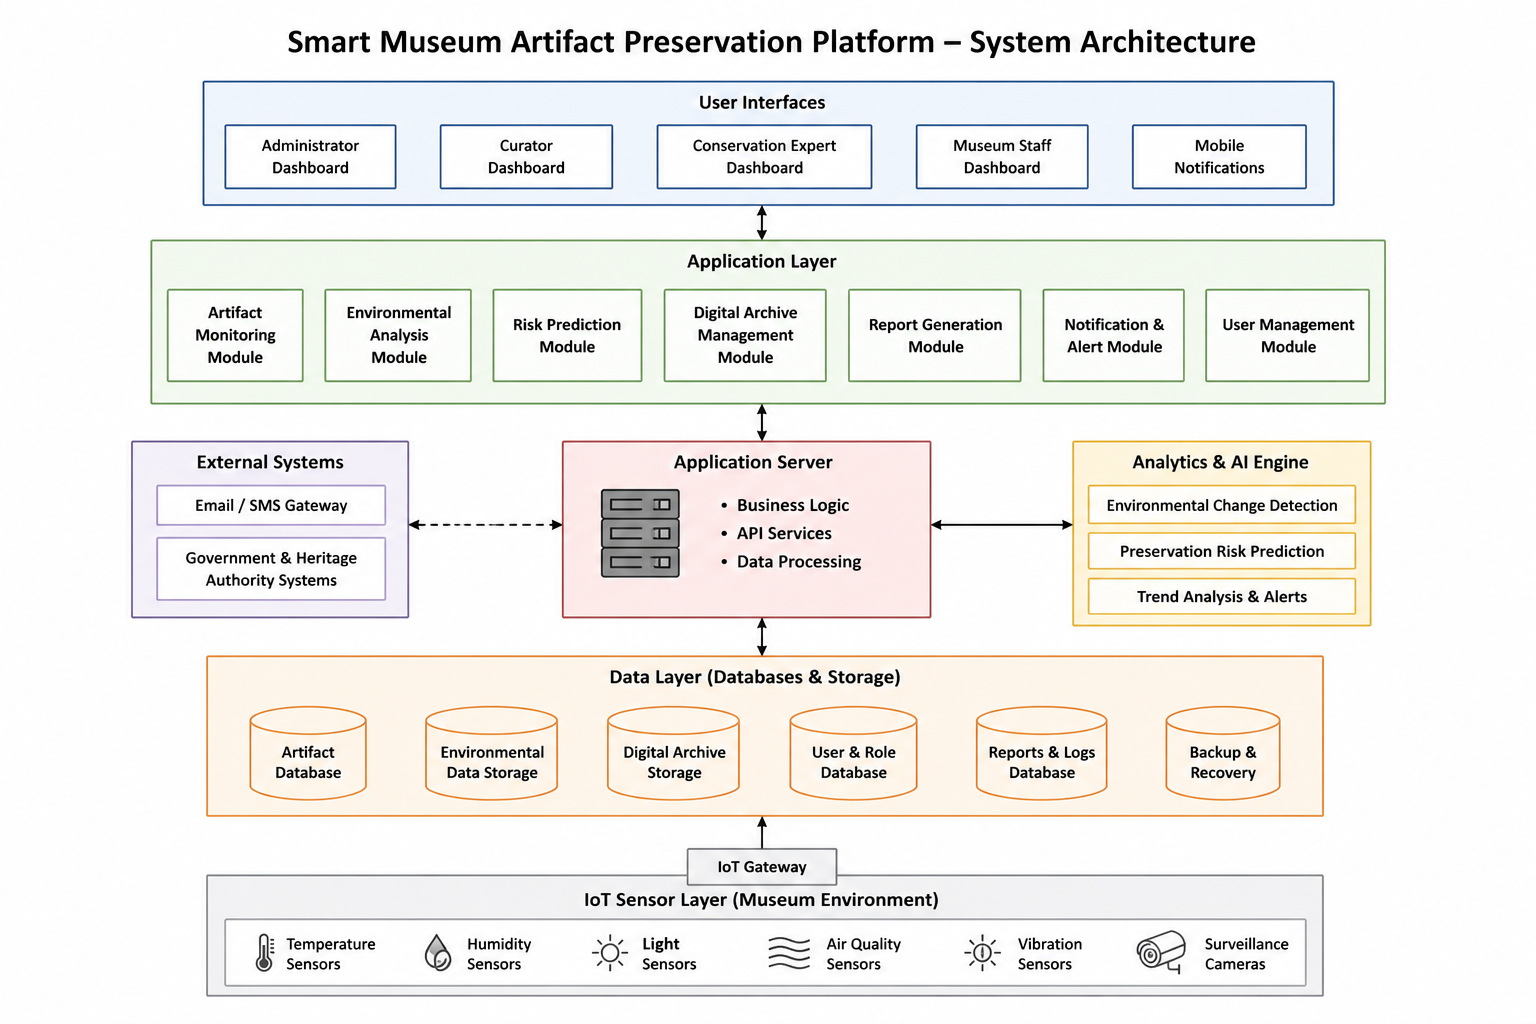 Smart Museum Artifact Preservation Platform – System Architecture
User Interfaces
Administrator
Dashboard
Curator
Dashboard
Conservation Expert
Dashboard
Museum Staff
Dashboard
Mobile
Notifications
Application Layer
Artifact
Monitoring
Module
Environmental
Analysis
Module
Risk Prediction
Module
Digital Archive
Management
Module
Report Generation
Module
Notification &
Alert Module
User Management
Module
External Systems
Email / SMS Gateway
Government & Heritage
Authority Systems
Application Server
• Business Logic
• API Services
• Data Processing
Analytics & AI Engine
Environmental Change Detection
Preservation Risk Prediction
Trend Analysis & Alerts
Data Layer (Databases & Storage)
Artifact
Database
Environmental
Data Storage
Digital Archive
Storage
User & Role
Database
Reports & Logs
Database
Backup &
Recovery
IoT Gateway
IoT Sensor Layer (Museum Environment)
Temperature
Sensors
Humidity
Sensors
Light
Sensors
Air Quality
Sensors
Vibration
Sensors
Surveillance
Cameras